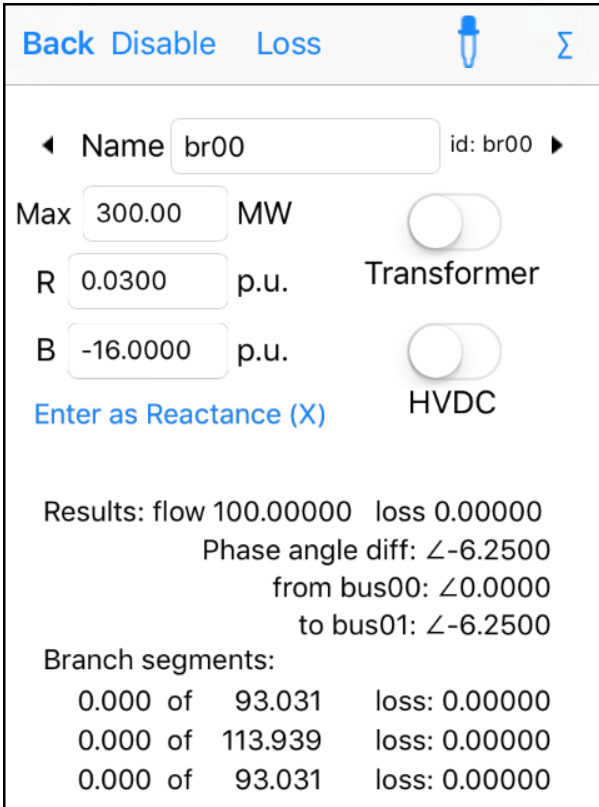 Back Disable Loss Σ
Name br00 id: br00
Max 300.00 MW
R 0.0300 p.u. Transformer
B -16.0000 p.u.
Enter as Reactance (X) HVDC
Results: flow 100.00000 loss 0.00000
Phase angle diff: ∠-6.2500
from bus00: ∠0.0000
to bus01: ∠-6.2500
Branch segments:
0.000 of 93.031 loss: 0.00000
0.000 of 113.939 loss: 0.00000
0.000 of 93.031 loss: 0.00000